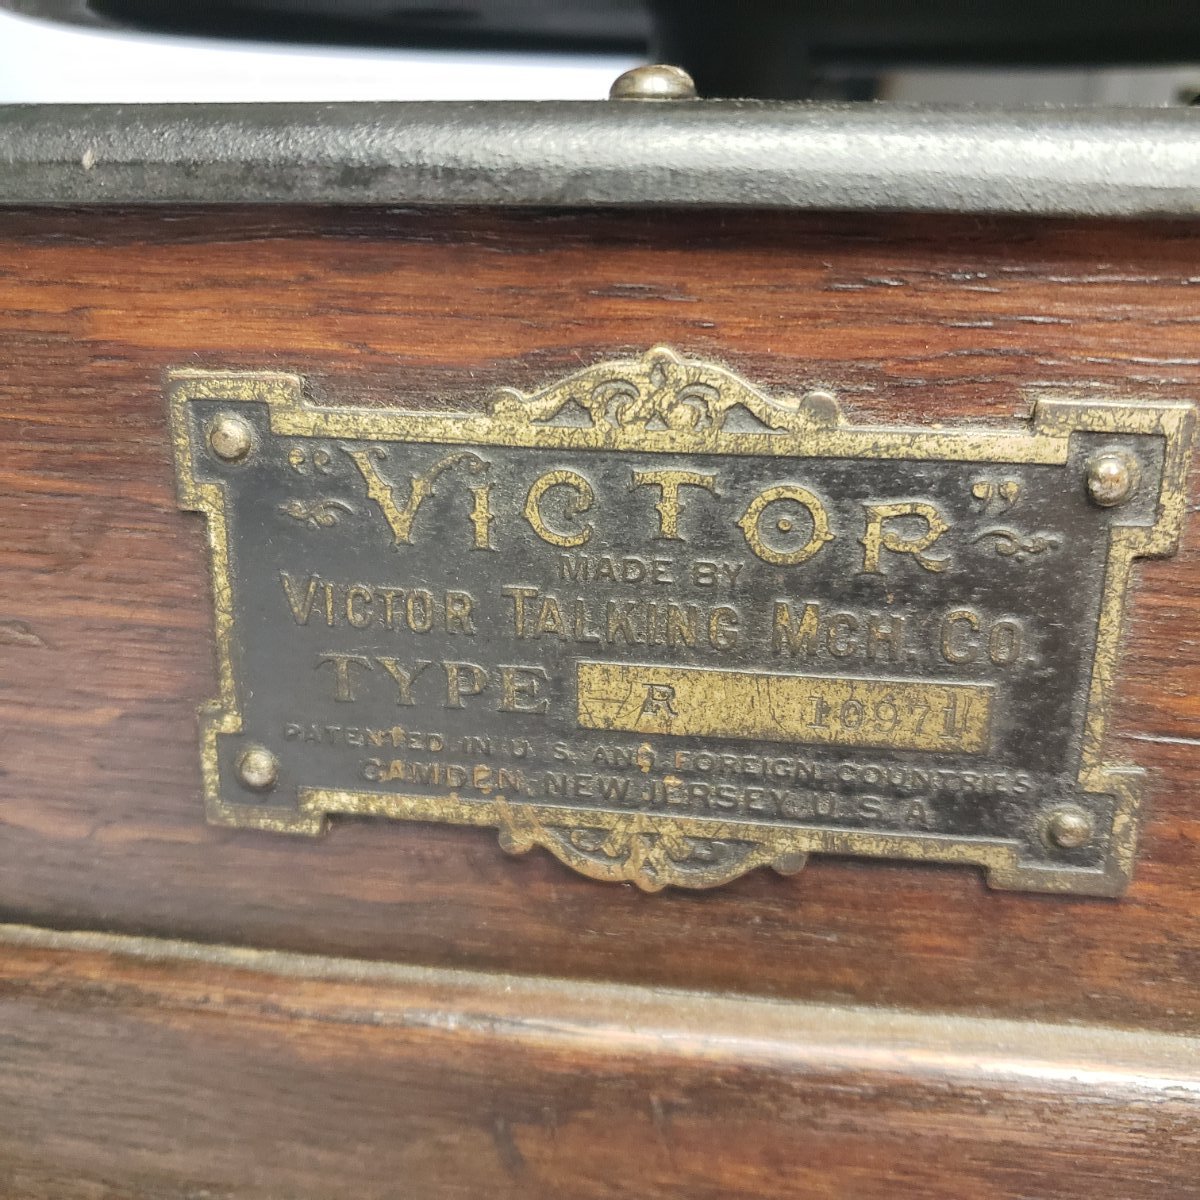 "VICTOR"
MADE BY
VICTOR TALKING MCH. CO.
TYPE R 10971
PATENTED IN U.S. AND FOREIGN COUNTRIES
CAMDEN, NEW JERSEY, U.S.A.